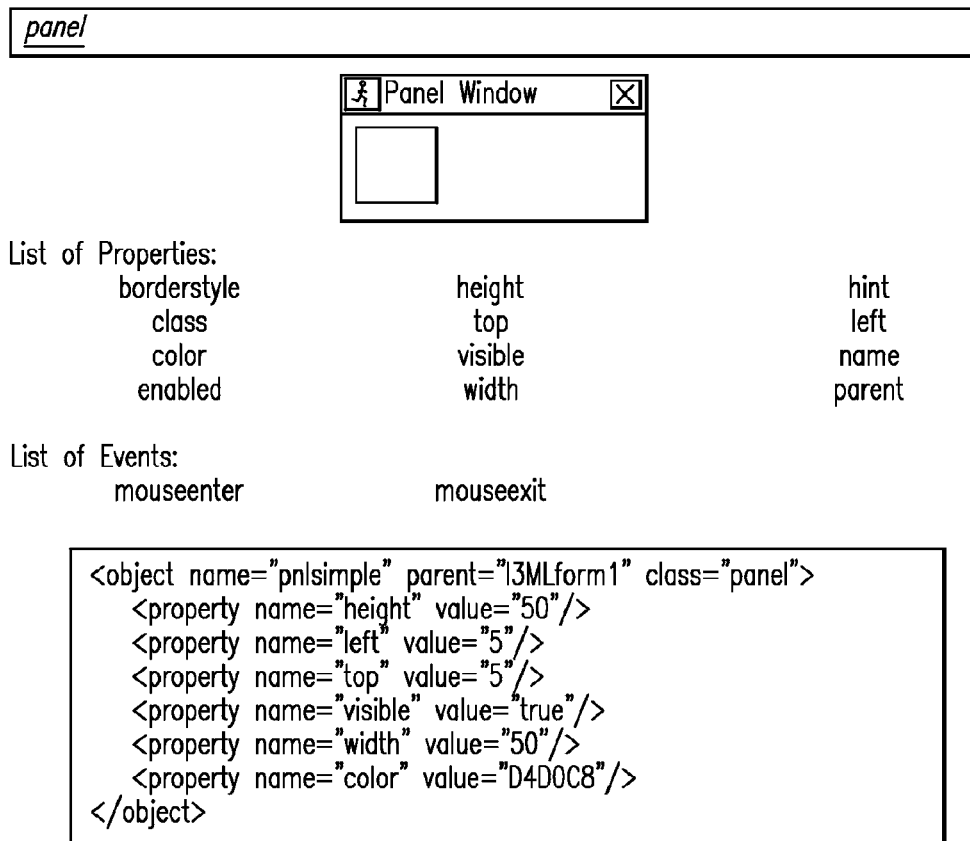 panel
Panel Window
List of Properties:
borderstyle height hint
class top left
color visible name
enabled width parent
List of Events:
mouseenter mouseexit
<object name="pnlsimple" parent="I3MLform1" class="panel">
<property name="height" value="50"/>
<property name="left" value="5"/>
<property name="top" value="5"/>
<property name="visible" value="true"/>
<property name="width" value="50"/>
<property name="color" value="D4D0C8"/>
</object>